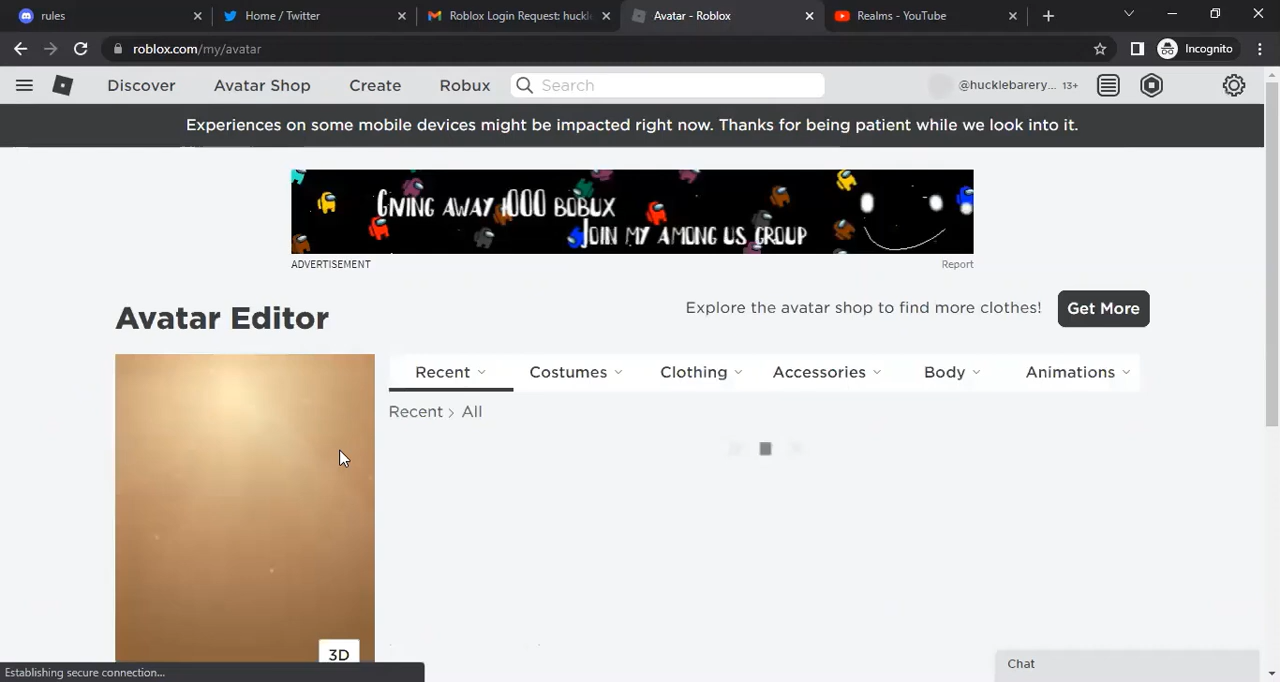 rules
Home / Twitter
Roblox Login Request: huckle
Avatar - Roblox
Realms - YouTube
roblox.com/my/avatar
Incognito
Discover
Avatar Shop
Create
Robux
Search
@hucklebarery... 13+
Experiences on some mobile devices might be impacted right now. Thanks for being patient while we look into it.
GIVING AWAY 1000 BOBUX
JOIN MY AMONG US GROUP
ADVERTISEMENT
Report
Avatar Editor
Explore the avatar shop to find more clothes!
Get More
Recent
Costumes
Clothing
Accessories
Body
Animations
Recent > All
3D
Establishing secure connection...
Chat